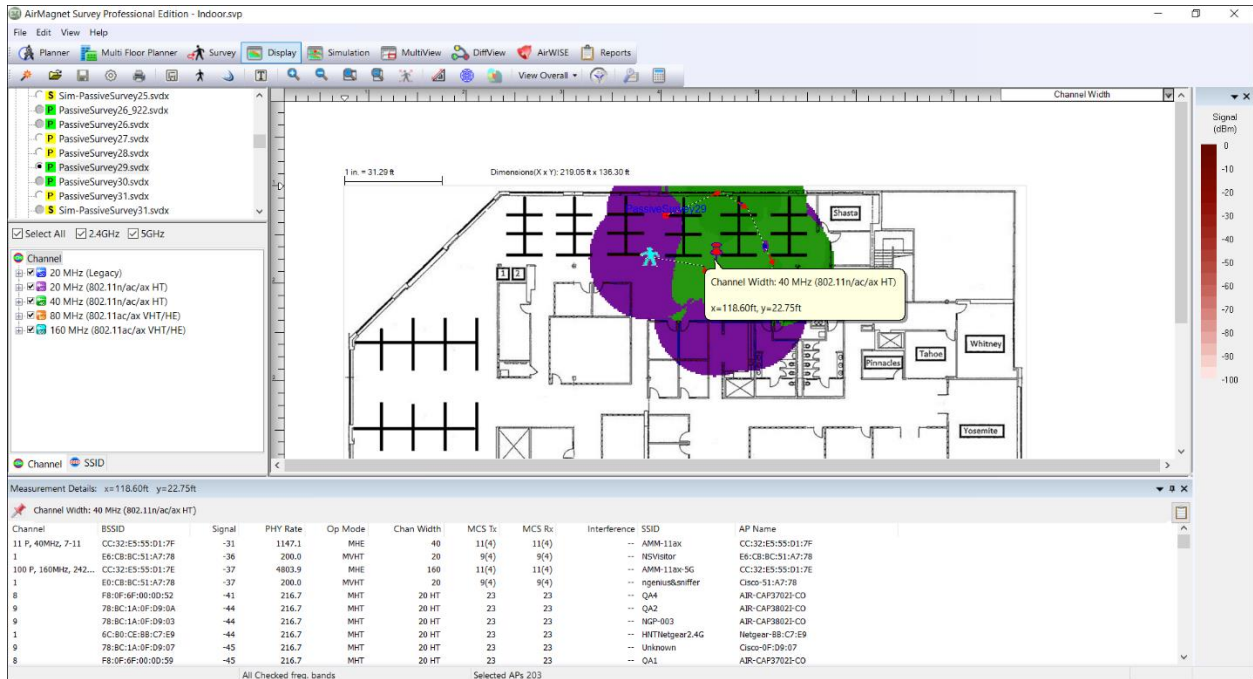 AirMagnet Survey Professional Edition - Indoor.svp
File Edit View Help
Planner Multi Floor Planner Survey Display Simulation MultiView DiffView AirWISE Reports
View Overall
Sim-PassiveSurvey25.svdx
PassiveSurvey26_922.svdx
PassiveSurvey26.svdx
PassiveSurvey27.svdx
PassiveSurvey28.svdx
PassiveSurvey29.svdx
PassiveSurvey30.svdx
PassiveSurvey31.svdx
Sim-PassiveSurvey31.svdx
Select All 2.4GHz 5GHz
Channel
20 MHz (Legacy)
20 MHz (802.11n/ac/ax HT)
40 MHz (802.11n/ac/ax HT)
80 MHz (802.11ac/ax VHT/HE)
160 MHz (802.11ac/ax VHT/HE)
Channel SSID
Channel Width
1 in. = 31.29 ft Dimensions(X x Y): 219.05 ft x 136.30 ft
PassiveSurvey29
Shasta
1 2
Channel Width: 40 MHz (802.11n/ac/ax HT)
x=118.60ft, y=22.75ft
Whitney
Tahoe
Pinnacles
Yosemite
Signal
(dBm)
0
-10
-20
-30
-40
-50
-60
-70
-80
-90
-100
Measurement Details: x=118.60ft y=22.75ft
Channel Width: 40 MHz (802.11n/ac/ax HT)
Channel BSSID Signal PHY Rate Op Mode Chan Width MCS Tx MCS Rx Interference SSID AP Name
11 P, 40MHz, 7-11 CC:32:E5:55:D1:7F -31 1147.1 MHE 40 11(4) 11(4) -- AMM-11ax CC:32:E5:55:D1:7F
1 E6:CB:BC:51:A7:78 -36 200.0 MVHT 20 9(4) 9(4) -- NSVisitor E6:CB:BC:51:A7:78
100 P, 160MHz, 242... CC:32:E5:55:D1:7E -37 4803.9 MHE 160 11(4) 11(4) -- AMM-11ax-5G CC:32:E5:55:D1:7E
1 E0:CB:BC:51:A7:78 -37 200.0 MVHT 20 9(4) 9(4) -- ngenius&sniffer Cisco-51:A7:78
8 F8:0F:6F:00:0D:52 -41 216.7 MHT 20 HT 23 23 -- QA4 AIR-CAP3702I-CO
9 78:BC:1A:0F:D9:0A -44 216.7 MHT 20 HT 23 23 -- QA2 AIR-CAP3802I-CO
9 78:BC:1A:0F:D9:03 -44 216.7 MHT 20 HT 23 23 -- NGP-003 AIR-CAP3802I-CO
1 6C:B0:CE:BB:C7:E9 -44 216.7 MHT 20 HT 23 23 -- HNTNetgear2.4G Netgear-BB:C7:E9
9 78:BC:1A:0F:D9:07 -45 216.7 MHT 20 HT 23 23 -- Unknown Cisco-0F:D9:07
8 F8:0F:6F:00:0D:59 -45 216.7 MHT 20 HT 23 23 -- QA1 AIR-CAP3702I-CO
All Checked freq. bands Selected APs 203